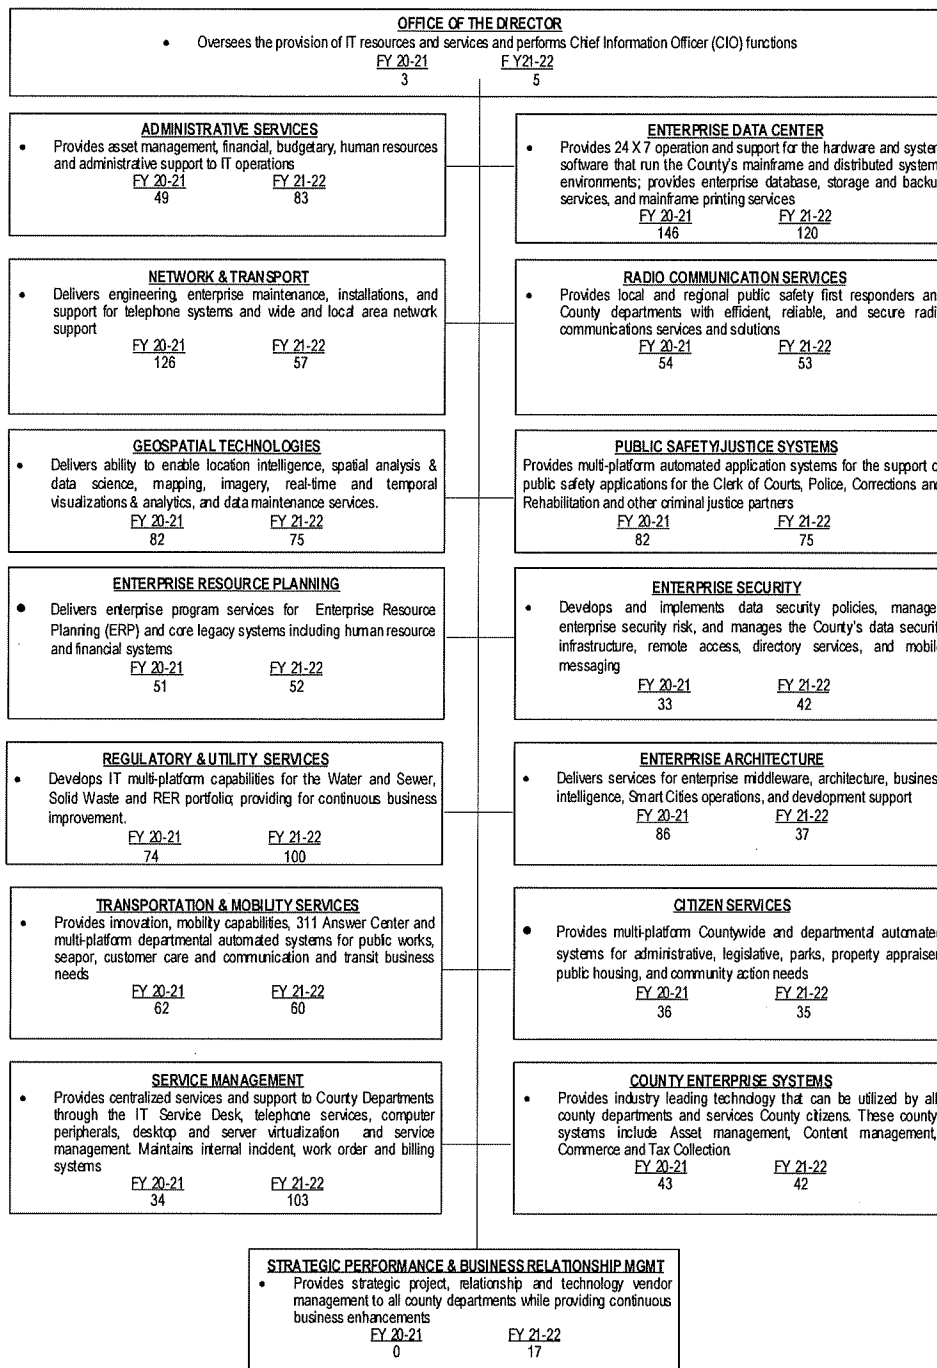 OFFICE OF THE DIRECTOR
• Oversees the provision of IT resources and services and performs Chief Information Officer (CIO) functions
FY 20-21 F Y21-22
3 5
ADMINISTRATIVE SERVICES
• Provides asset management, financial, budgetary, human resources
and administrative support to IT operations
FY 20-21 FY 21-22
49 83
ENTERPRISE DATA CENTER
• Provides 24 X 7 operation and support for the hardware and system
software that run the County's mainframe and distributed system
environments; provides enterprise database, storage and backu
services, and mainframe printing services
FY 20-21 FY 21-22
146 120
NETWORK & TRANSPORT
• Delivers engineering, enterprise maintenance, installations, and
support for telephone systems and wide and local area network
support
FY 20-21 FY 21-22
126 57
RADIO COMMUNICATION SERVICES
• Provides local and regional public safety first responders an
County departments with efficient, reliable, and secure radi
communications services and solutions
FY 20-21 FY 21-22
54 53
GEOSPATIAL TECHNOLOGIES
• Delivers ability to enable location intelligence, spatial analysis &
data science, mapping, imagery, real-time and temporal
visualizations & analytics, and data maintenance services.
FY 20-21 FY 21-22
82 75
PUBLIC SAFETY/JUSTICE SYSTEMS
Provides multi-platform automated application systems for the support o
public safety applications for the Clerk of Courts, Police, Corrections and
Rehabilitation and other criminal justice partners
FY 20-21 FY 21-22
82 75
ENTERPRISE RESOURCE PLANNING
• Delivers enterprise program services for Enterprise Resource
Planning (ERP) and core legacy systems including human resource
and financial systems
FY 20-21 FY 21-22
51 52
ENTERPRISE SECURITY
• Develops and implements data security policies, manage
enterprise security risk, and manages the County's data securit
infrastructure, remote access, directory services, and mobil
messaging
FY 20-21 FY 21-22
33 42
REGULATORY & UTILITY SERVICES
• Develops IT multi-platform capabilities for the Water and Sewer,
Solid Waste and RER portfolio; providing for continuous business
improvement.
FY 20-21 FY 21-22
74 100
ENTERPRISE ARCHITECTURE
• Delivers services for enterprise middleware, architecture, busines
intelligence, Smart Cities operations, and development support
FY 20-21 FY 21-22
86 37
TRANSPORTATION & MOBILITY SERVICES
• Provides innovation, mobility capabilities, 311 Answer Center and
multi-platform departmental automated systems for public works,
seapor, customer care and communication and transit business
needs
FY 20-21 FY 21-22
62 60
CITIZEN SERVICES
• Provides multi-platform Countywide and departmental automate
systems for administrative, legislative, parks, property appraiser
public housing, and community action needs
FY 20-21 FY 21-22
36 35
SERVICE MANAGEMENT
• Provides centralized services and support to County Departments
through the IT Service Desk, telephone services, computer
peripherals, desktop and server virtualization and service
management. Maintains internal incident, work order and billing
systems
FY 20-21 FY 21-22
34 103
COUNTY ENTERPRISE SYSTEMS
• Provides industry leading technology that can be utilized by all
county departments and services County citizens. These county
systems include Asset management, Content management,
Commerce and Tax Collection.
FY 20-21 FY 21-22
43 42
STRATEGIC PERFORMANCE & BUSINESS RELATIONSHIP MGMT
• Provides strategic project, relationship and technology vendor
management to all county departments while providing continuous
business enhancements
FY 20-21 FY 21-22
0 17